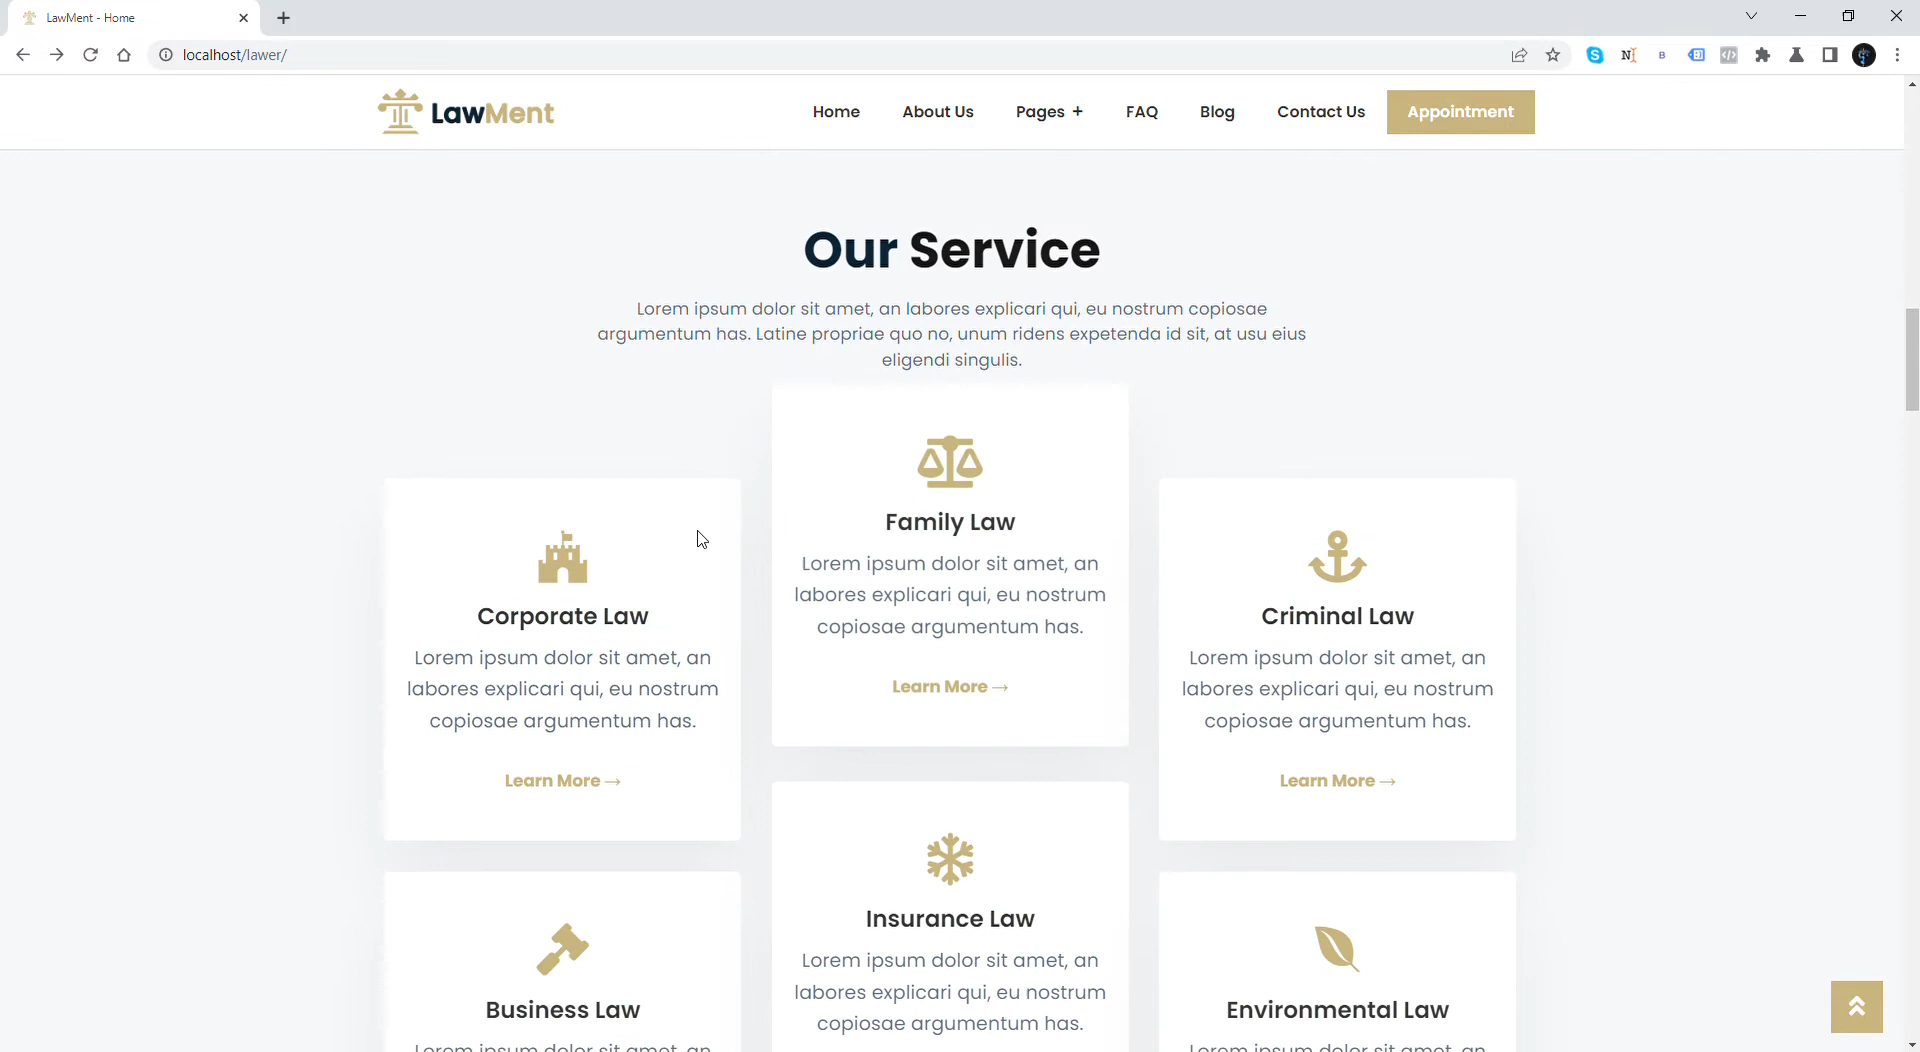 LawMent - Home
localhost/lawer/
LawMent
Home About Us Pages + FAQ Blog Contact Us Appointment
Our Service
Lorem ipsum dolor sit amet, an labores explicari qui, eu nostrum copiosae
argumentum has. Latine propriae quo no, unum ridens expetenda id sit, at usu eius
eligendi singulis.
Corporate Law
Lorem ipsum dolor sit amet, an
labores explicari qui, eu nostrum
copiosae argumentum has.
Learn More →
Family Law
Lorem ipsum dolor sit amet, an
labores explicari qui, eu nostrum
copiosae argumentum has.
Learn More →
Criminal Law
Lorem ipsum dolor sit amet, an
labores explicari qui, eu nostrum
copiosae argumentum has.
Learn More →
Business Law
Lorem ipsum dolor sit amet, an
Insurance Law
Lorem ipsum dolor sit amet, an
labores explicari qui, eu nostrum
copiosae argumentum has.
Environmental Law
Lorem ipsum dolor sit amet, an